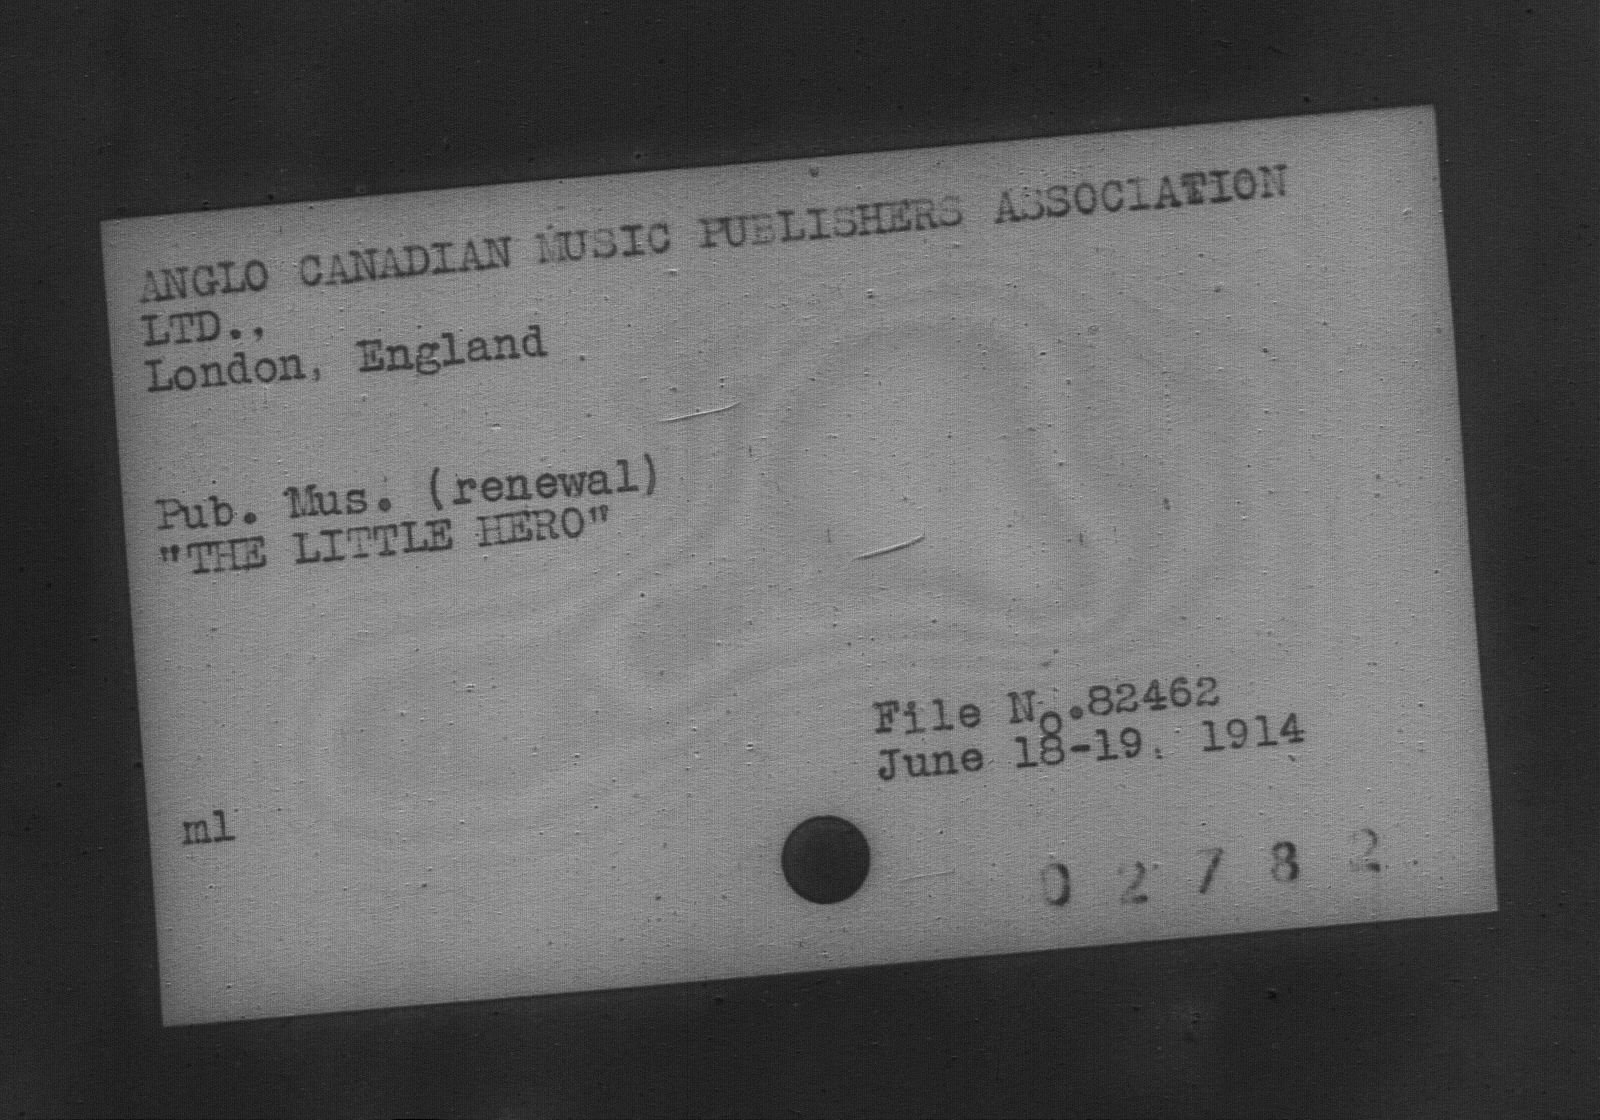 ANGLO CANADIAN MUSIC PUBLISHERS ASSOCIATION
LTD.,
London, England
Pub. Mus. (renewal)
"THE LITTLE HERO"
File No.82462
June 18-19, 1914
ml
02782